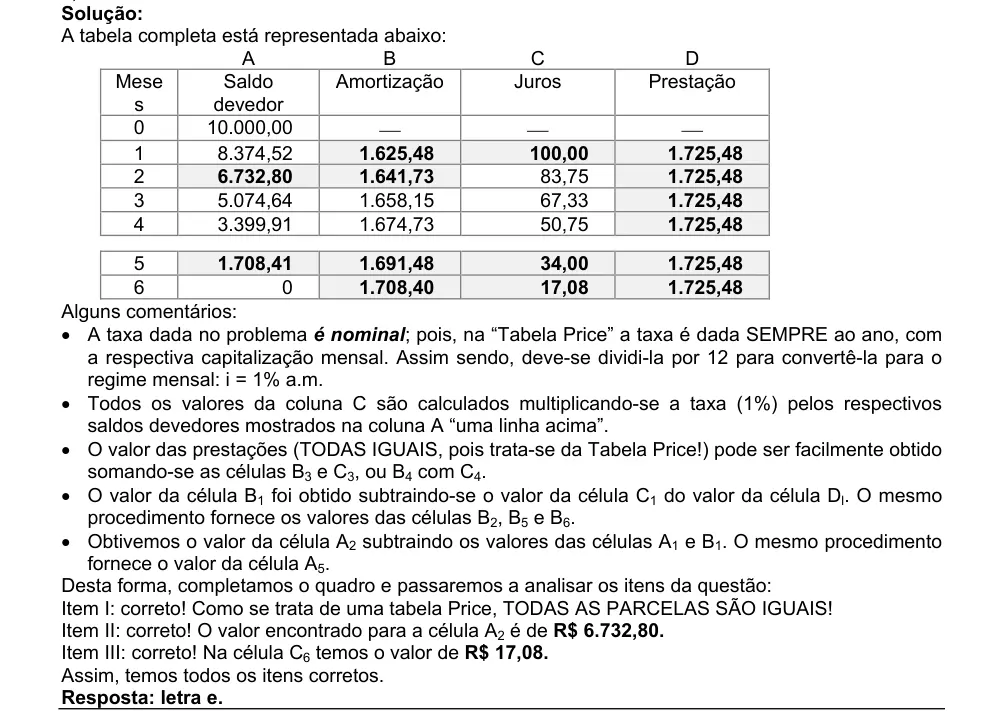 Solução:
A tabela completa está representada abaixo:
A B C D
Mese Saldo Amortização Juros Prestação
s devedor
0 10.000,00 — — —
1 8.374,52 1.625,48 100,00 1.725,48
2 6.732,80 1.641,73 83,75 1.725,48
3 5.074,64 1.658,15 67,33 1.725,48
4 3.399,91 1.674,73 50,75 1.725,48
5 1.708,41 1.691,48 34,00 1.725,48
6 0 1.708,40 17,08 1.725,48
Alguns comentários:
• A taxa dada no problema é nominal; pois, na “Tabela Price” a taxa é dada SEMPRE ao ano, com
a respectiva capitalização mensal. Assim sendo, deve-se dividi-la por 12 para convertê-la para o
regime mensal: i = 1% a.m.
• Todos os valores da coluna C são calculados multiplicando-se a taxa (1%) pelos respectivos
saldos devedores mostrados na coluna A “uma linha acima”.
• O valor das prestações (TODAS IGUAIS, pois trata-se da Tabela Price!) pode ser facilmente obtido
somando-se as células B3 e C3, ou B4 com C4.
• O valor da célula B1 foi obtido subtraindo-se o valor da célula C1 do valor da célula Dl. O mesmo
procedimento fornece os valores das células B2, B5 e B6.
• Obtivemos o valor da célula A2 subtraindo os valores das células A1 e B1. O mesmo procedimento
fornece o valor da célula A5.
Desta forma, completamos o quadro e passaremos a analisar os itens da questão:
Item I: correto! Como se trata de uma tabela Price, TODAS AS PARCELAS SÃO IGUAIS!
Item II: correto! O valor encontrado para a célula A2 é de R$ 6.732,80.
Item III: correto! Na célula C6 temos o valor de R$ 17,08.
Assim, temos todos os itens corretos.
Resposta: letra e.